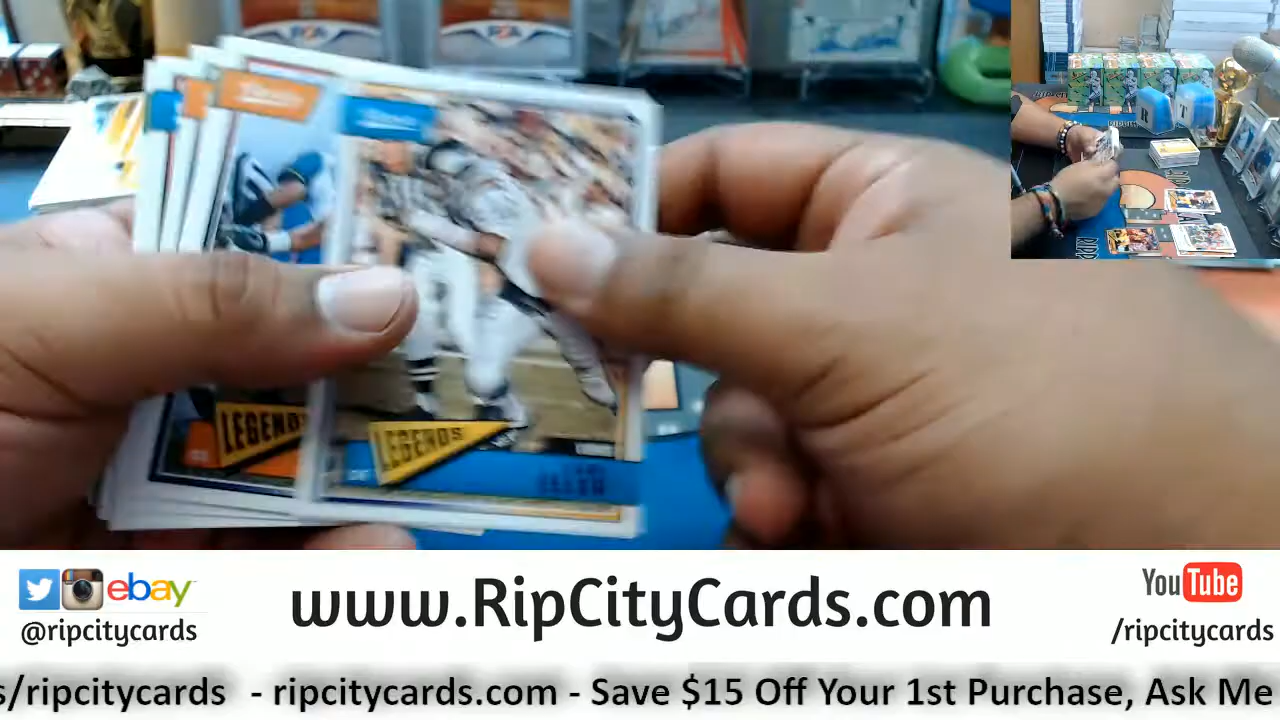 LEGENDS
LEGENDS
ebay
@ripcitycards
www.RipCityCards.com
YouTube
/ripcitycards
s/ripcitycards - ripcitycards.com - Save $15 Off Your 1st Purchase, Ask Me